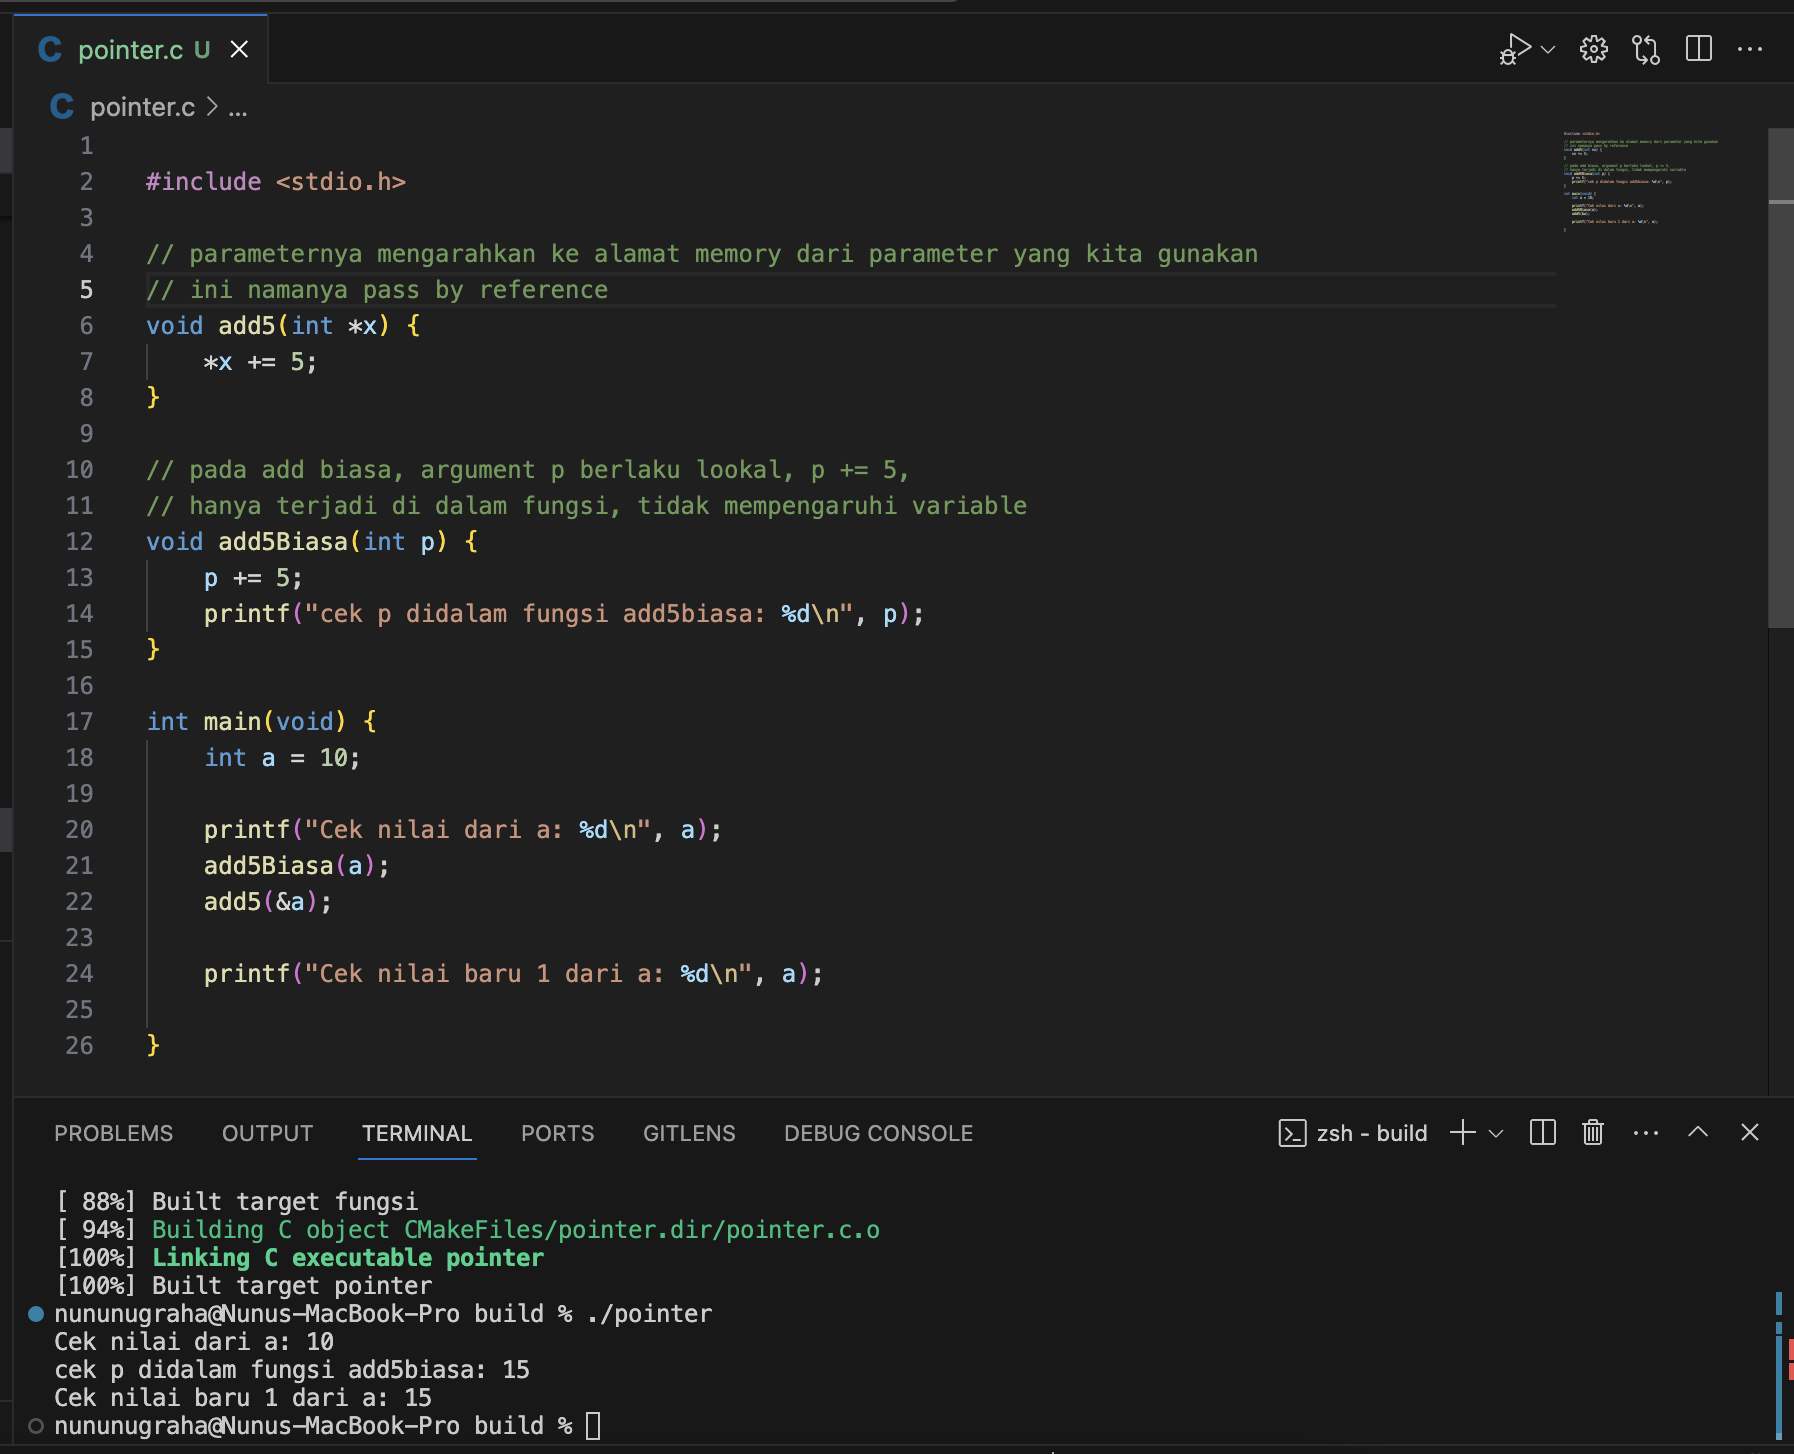 pointer.c U
pointer.c > ...
1
2 #include <stdio.h>
3
4 // parameternya mengarahkan ke alamat memory dari parameter yang kita gunakan
5 // ini namanya pass by reference
6 void add5(int *x) {
7     *x += 5;
8 }
9
10 // pada add biasa, argument p berlaku lookal, p += 5,
11 // hanya terjadi di dalam fungsi, tidak mempengaruhi variable
12 void add5Biasa(int p) {
13     p += 5;
14     printf("cek p didalam fungsi add5biasa: %d\n", p);
15 }
16
17 int main(void) {
18     int a = 10;
19
20     printf("Cek nilai dari a: %d\n", a);
21     add5Biasa(a);
22     add5(&a);
23
24     printf("Cek nilai baru 1 dari a: %d\n", a);
25
26 }
PROBLEMS OUTPUT TERMINAL PORTS GITLENS DEBUG CONSOLE zsh - build
[ 88%] Built target fungsi
[ 94%] Building C object CMakeFiles/pointer.dir/pointer.c.o
[100%] Linking C executable pointer
[100%] Built target pointer
nununugraha@Nunus-MacBook-Pro build % ./pointer
Cek nilai dari a: 10
cek p didalam fungsi add5biasa: 15
Cek nilai baru 1 dari a: 15
nununugraha@Nunus-MacBook-Pro build %